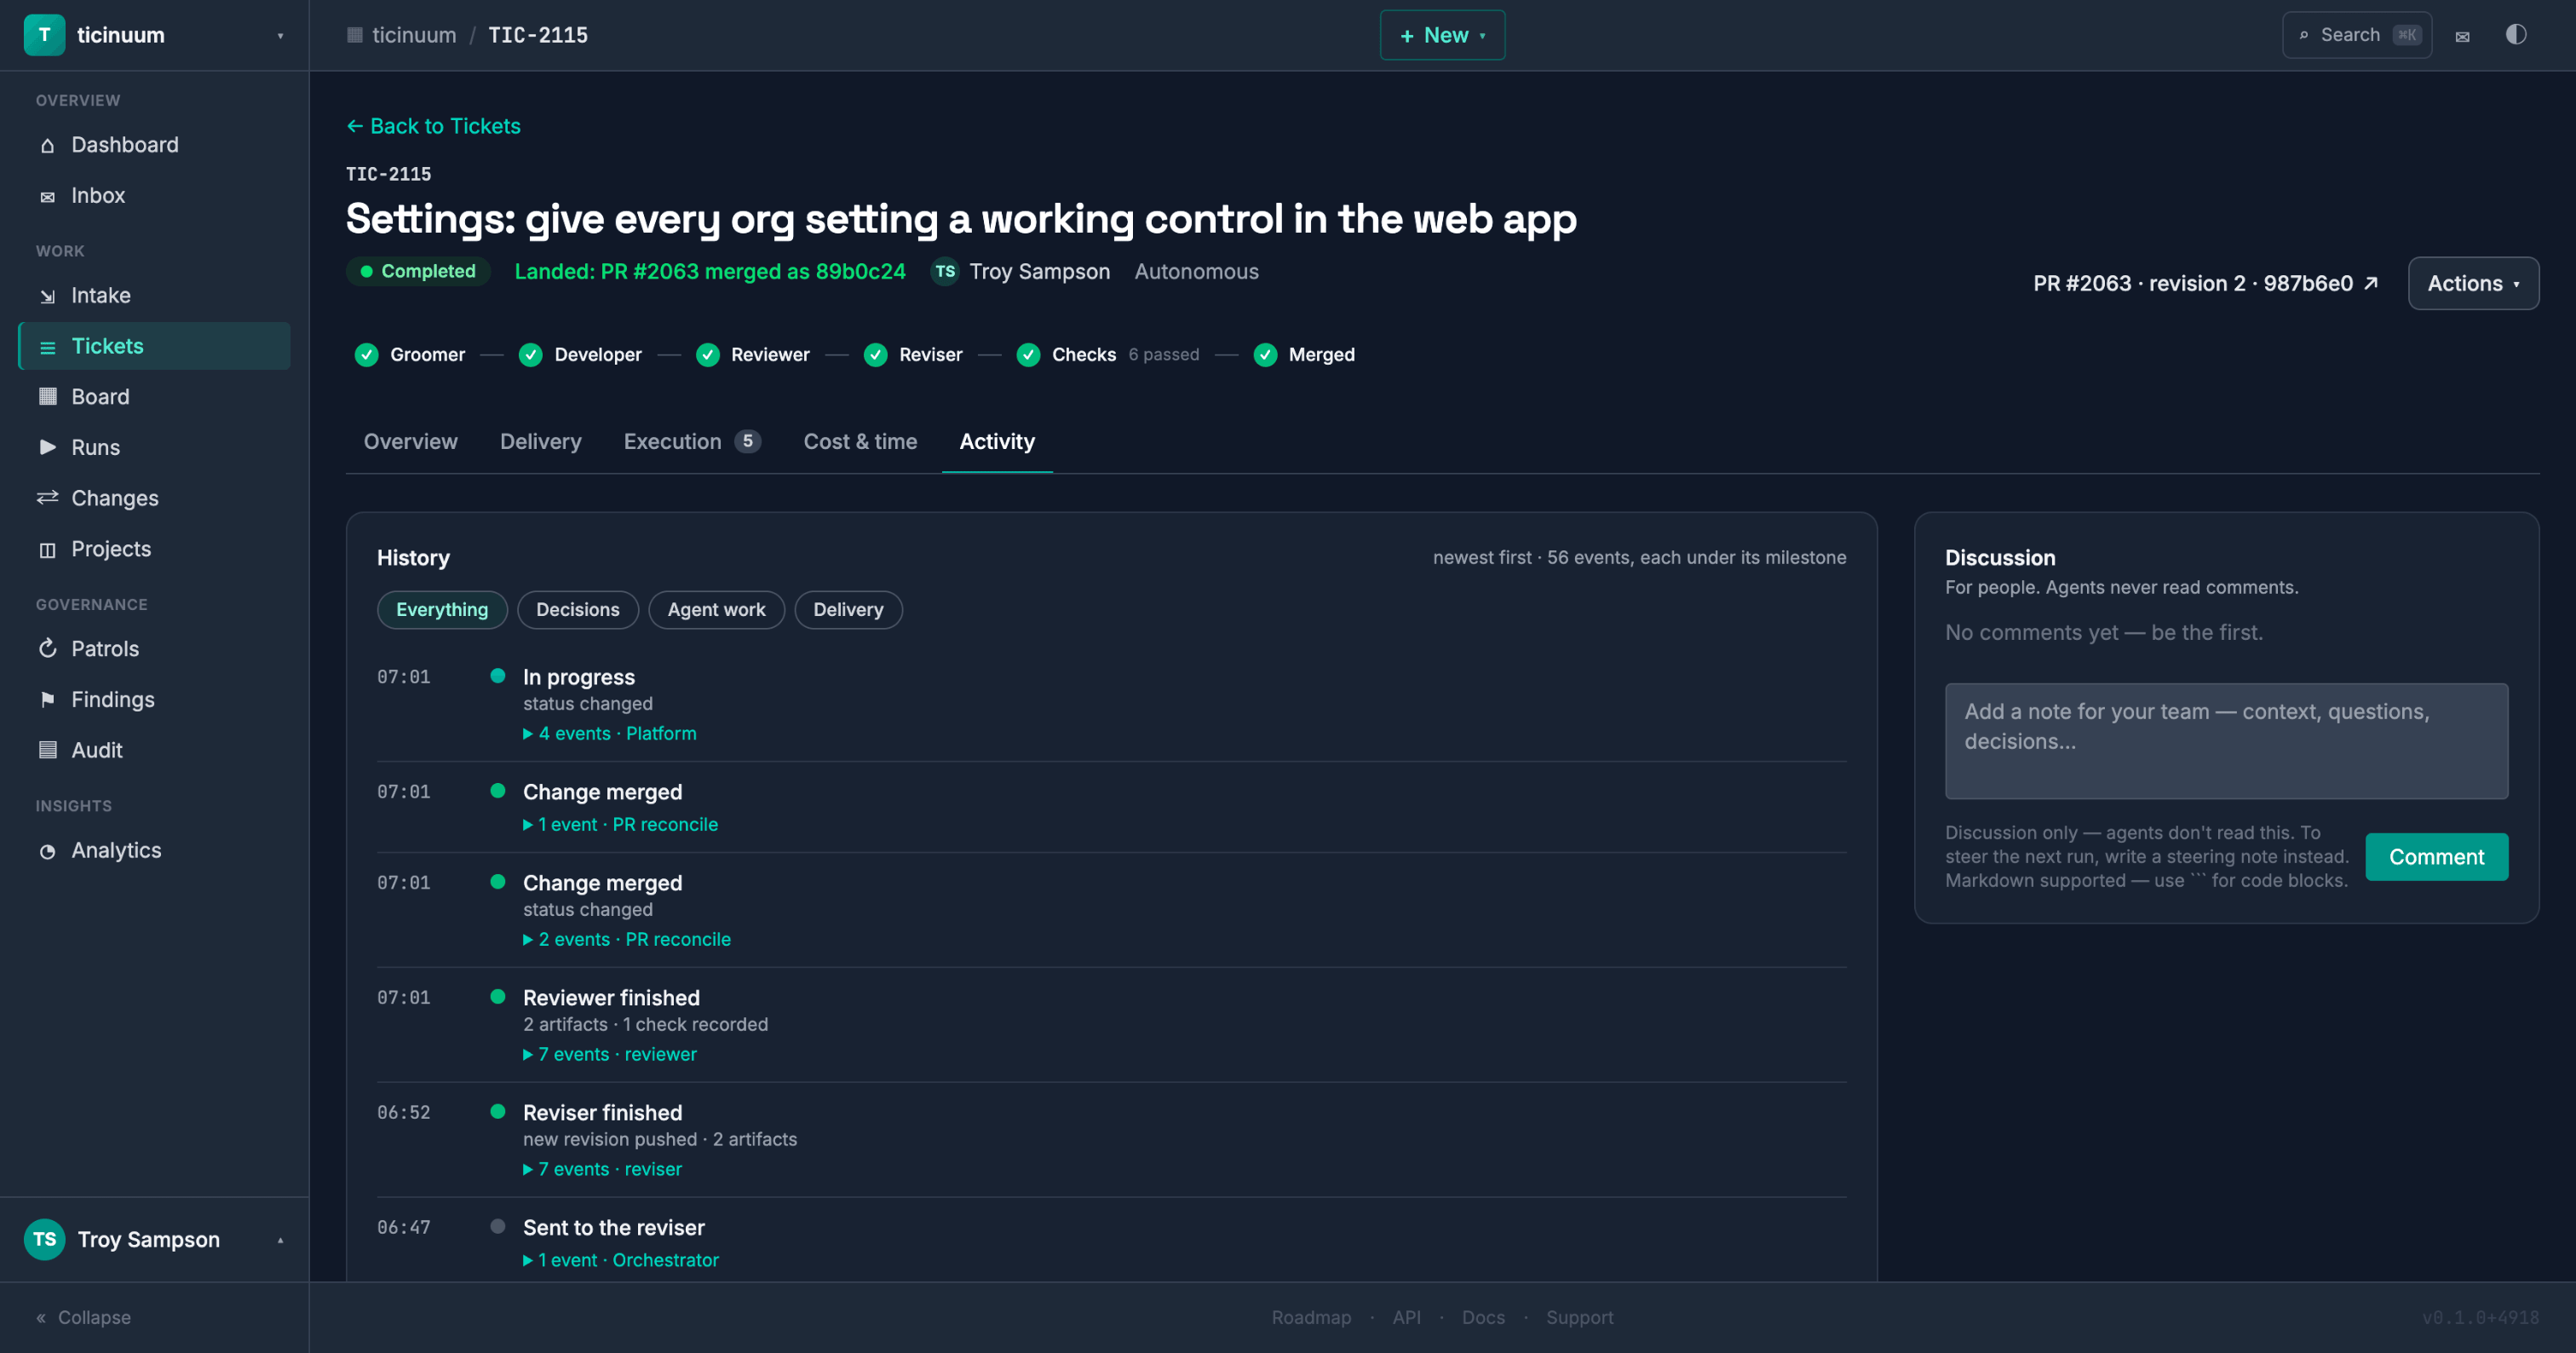 T ticinuum
OVERVIEW
Dashboard
Inbox
WORK
Intake
Tickets
Board
Runs
Changes
Projects
GOVERNANCE
Patrols
Findings
Audit
INSIGHTS
Analytics
TS Troy Sampson
« Collapse
ticinuum / TIC-2115
+ New
Search ⌘K
← Back to Tickets
TIC-2115
Settings: give every org setting a working control in the web app
Completed Landed: PR #2063 merged as 89b0c24 TS Troy Sampson Autonomous
PR #2063 · revision 2 · 987b6e0 ↗ Actions
Groomer — Developer — Reviewer — Reviser — Checks 6 passed — Merged
Overview Delivery Execution 5 Cost & time Activity
History newest first · 56 events, each under its milestone
Everything Decisions Agent work Delivery
07:01 In progress
status changed
4 events · Platform
07:01 Change merged
1 event · PR reconcile
07:01 Change merged
status changed
2 events · PR reconcile
07:01 Reviewer finished
2 artifacts · 1 check recorded
7 events · reviewer
06:52 Reviser finished
new revision pushed · 2 artifacts
7 events · reviser
06:47 Sent to the reviser
1 event · Orchestrator
Discussion
For people. Agents never read comments.
No comments yet — be the first.
Add a note for your team — context, questions,
decisions...
Discussion only — agents don't read this. To
steer the next run, write a steering note instead.
Markdown supported — use ``` for code blocks.
Comment
Roadmap · API · Docs · Support
v0.1.0+4918